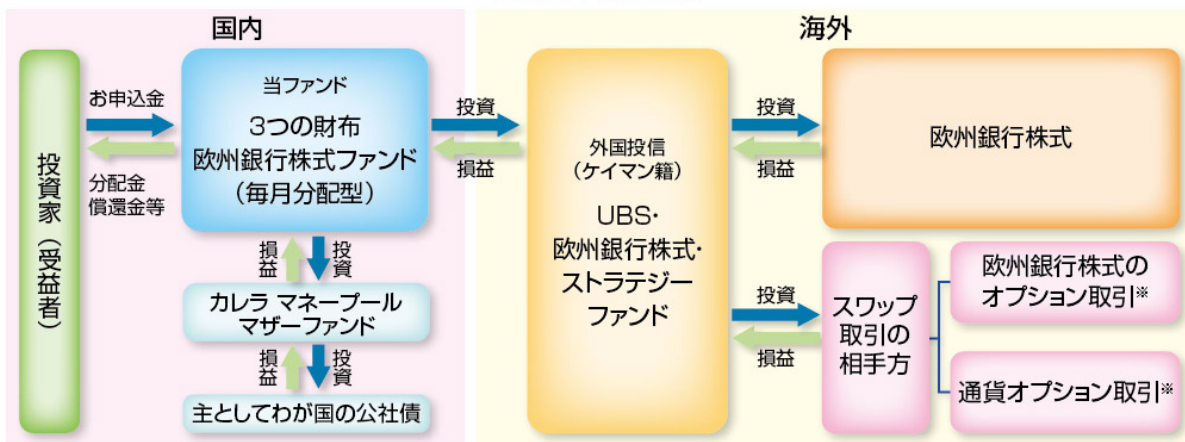 国内
投資家（受益者）
お申込金
分配金
償還金等
当ファンド
3つの財布
欧州銀行株式ファンド
（毎月分配型）
損益
投資
カレラ マネープール
マザーファンド
損益
投資
主としてわが国の公社債
投資
損益
海外
外国投信
（ケイマン籍）
UBS・
欧州銀行株式・
ストラテジー
ファンド
投資
損益
欧州銀行株式
投資
損益
スワップ
取引の
相手方
欧州銀行株式の
オプション取引※
通貨オプション取引※